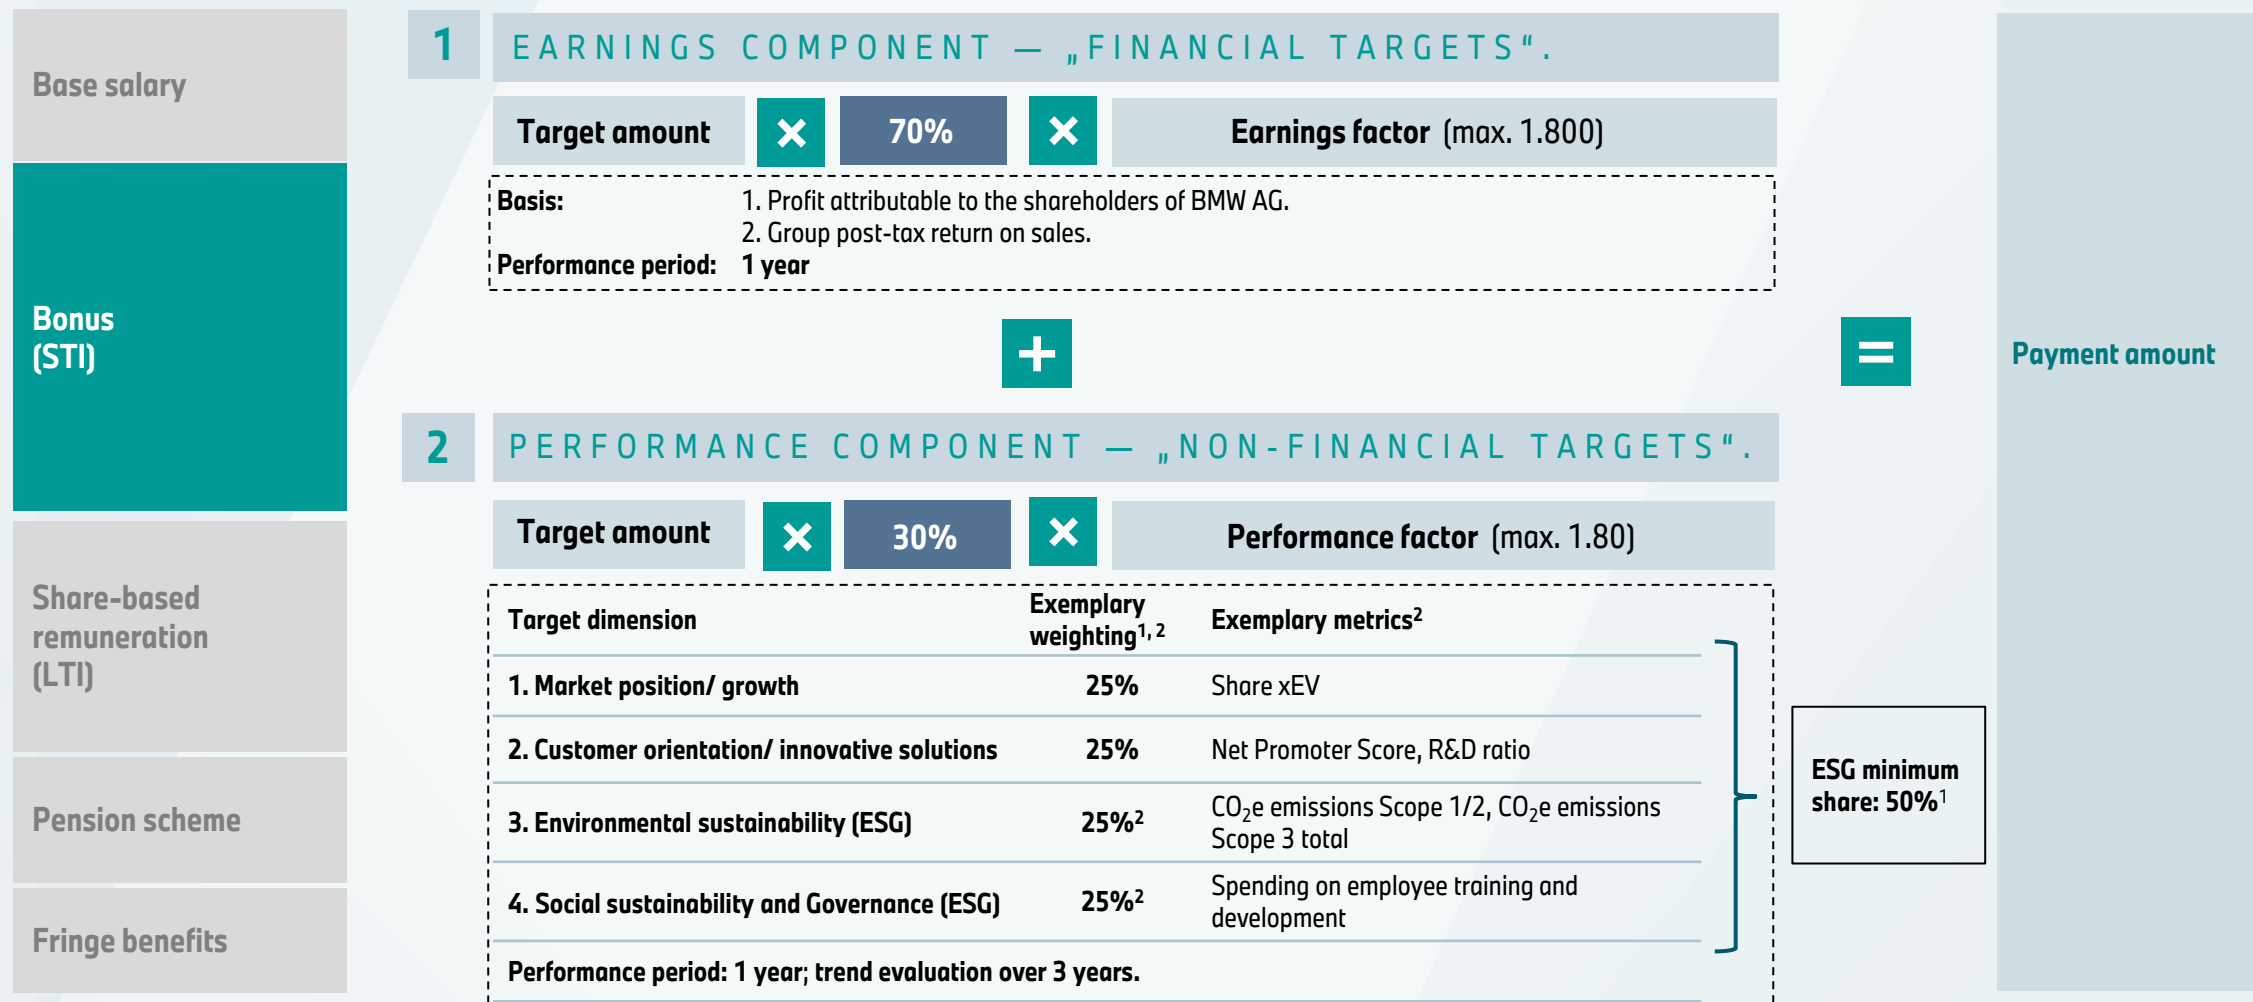 Base salary
Bonus
(STI)
Share-based
remuneration
(LTI)
Pension scheme
Fringe benefits
1
EARNINGS COMPONENT — „FINANCIAL TARGETS“.
Target amount × 70% × Earnings factor (max. 1.800)
Basis: 1. Profit attributable to the shareholders of BMW AG.
2. Group post-tax return on sales.
Performance period: 1 year
+
2
PERFORMANCE COMPONENT — „NON-FINANCIAL TARGETS“.
Target amount × 30% × Performance factor (max. 1.80)
Target dimension
Exemplary
weighting1, 2
Exemplary metrics2
1. Market position/ growth 25% Share xEV
2. Customer orientation/ innovative solutions 25% Net Promoter Score, R&D ratio
3. Environmental sustainability (ESG) 25%2
CO2e emissions Scope 1/2, CO2e emissions
Scope 3 total
4. Social sustainability and Governance (ESG) 25%2
Spending on employee training and
development
Performance period: 1 year; trend evaluation over 3 years.
ESG minimum
share: 50%1
=
Payment amount